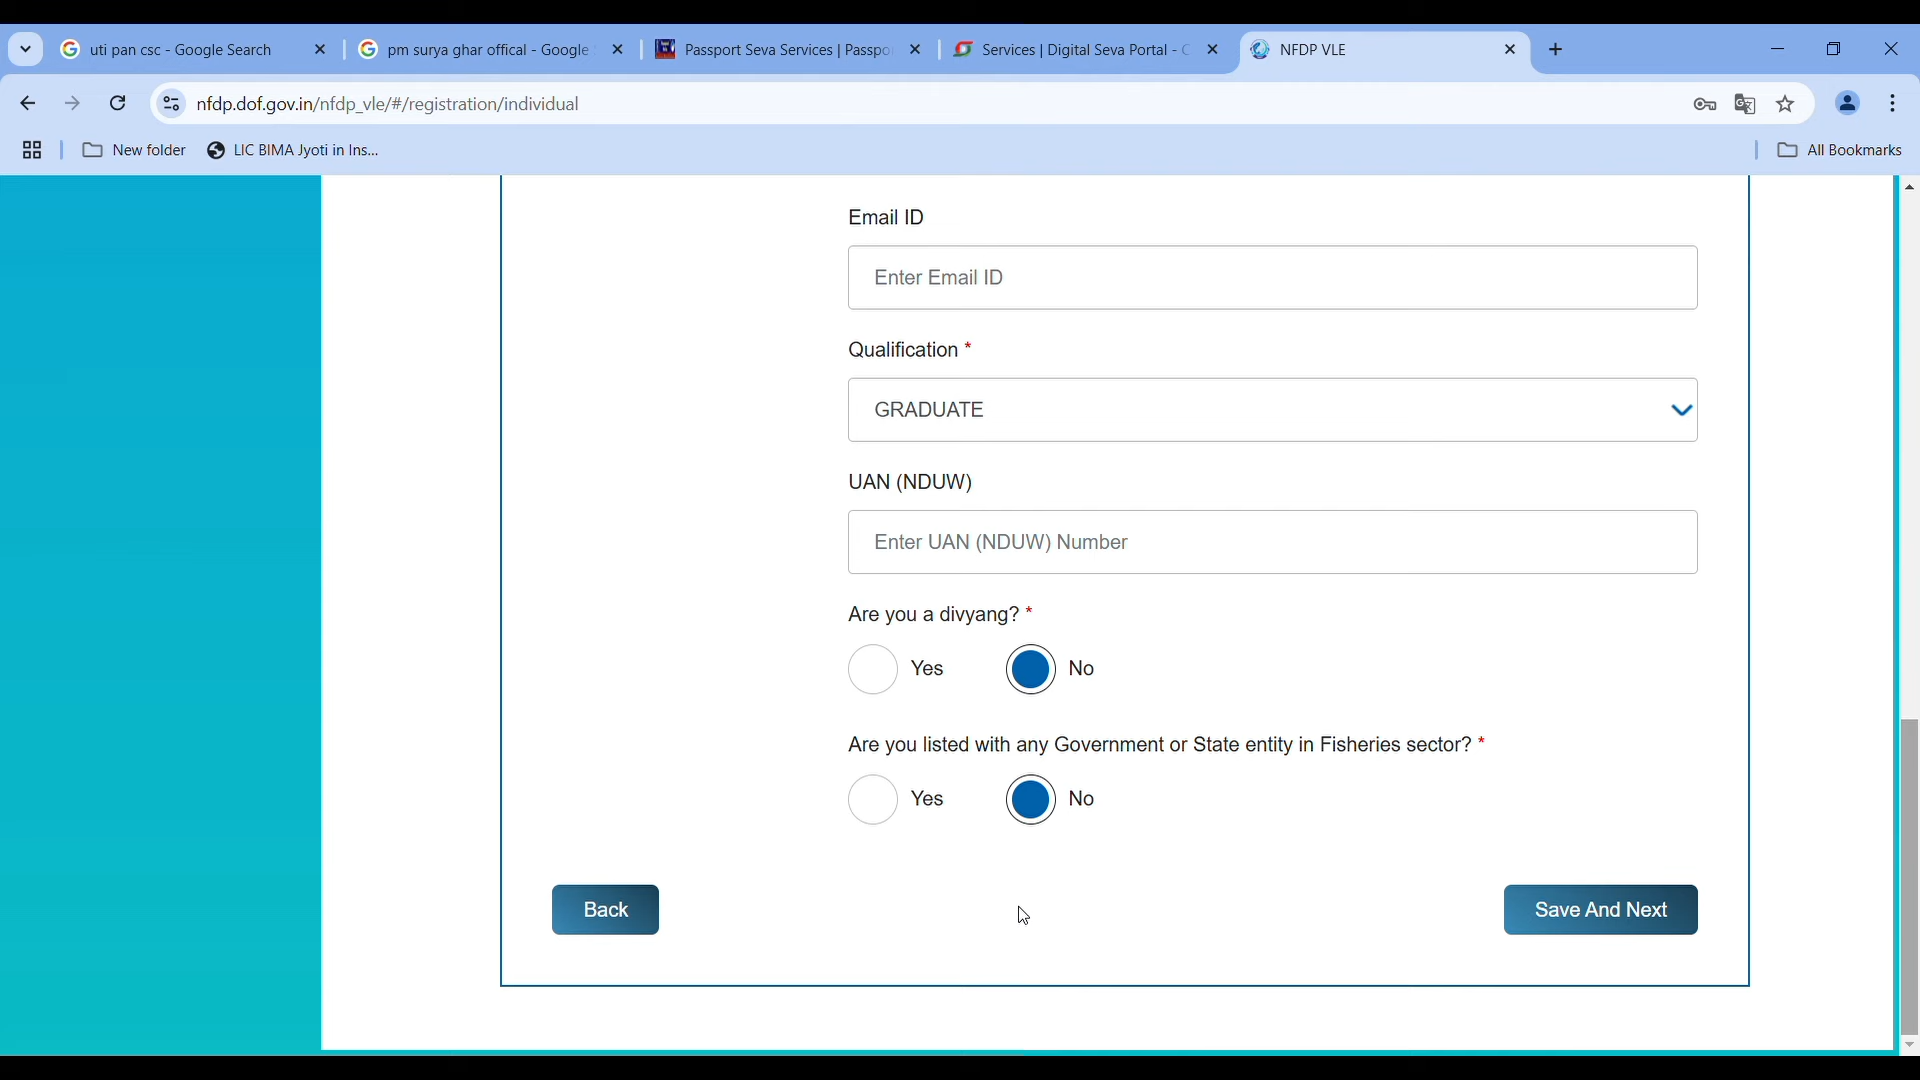 uti pan csc - Google Search
pm surya ghar offical - Google
Passport Seva Services | Passpo
Services | Digital Seva Portal - C
NFDP VLE
nfdp.dof.gov.in/nfdp_vle/#/registration/individual
New folder
LIC BIMA Jyoti in Ins...
All Bookmarks
Email ID
Enter Email ID
Qualification *
GRADUATE
UAN (NDUW)
Enter UAN (NDUW) Number
Are you a divyang? *
Yes No
Are you listed with any Government or State entity in Fisheries sector? *
Yes No
Back
Save And Next